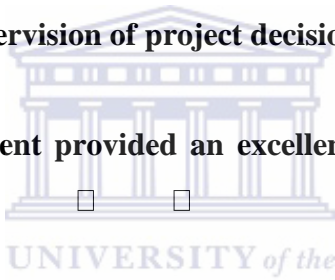 ervision of project decisio
ent provided an excellen
UNIVERSITY of the